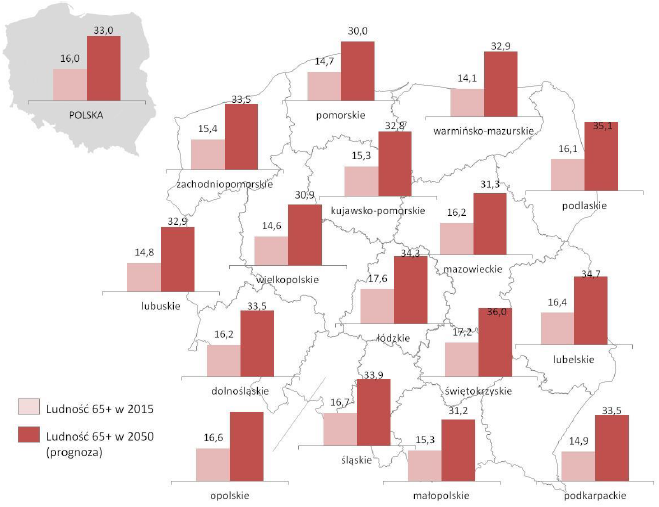 33,0
16,0
POLSKA
30,0
14,7
pomorskie
32,9
14,1
warmińsko-mazurskie
33,5
15,4
zachodniopomorskie
32,8
15,3
kujawsko-pomorskie
35,1
16,1
podlaskie
31,3
16,2
mazowieckie
30,9
14,6
wielkopolskie
32,9
14,8
lubuskie
34,3
17,6
łódzkie
34,7
16,4
lubelskie
33,5
16,2
dolnośląskie
36,0
17,2
świętokrzyskie
Ludność 65+ w 2015
Ludność 65+ w 2050
(prognoza)
16,6
opolskie
33,9
16,7
śląskie
31,2
15,3
małopolskie
33,5
14,9
podkarpackie